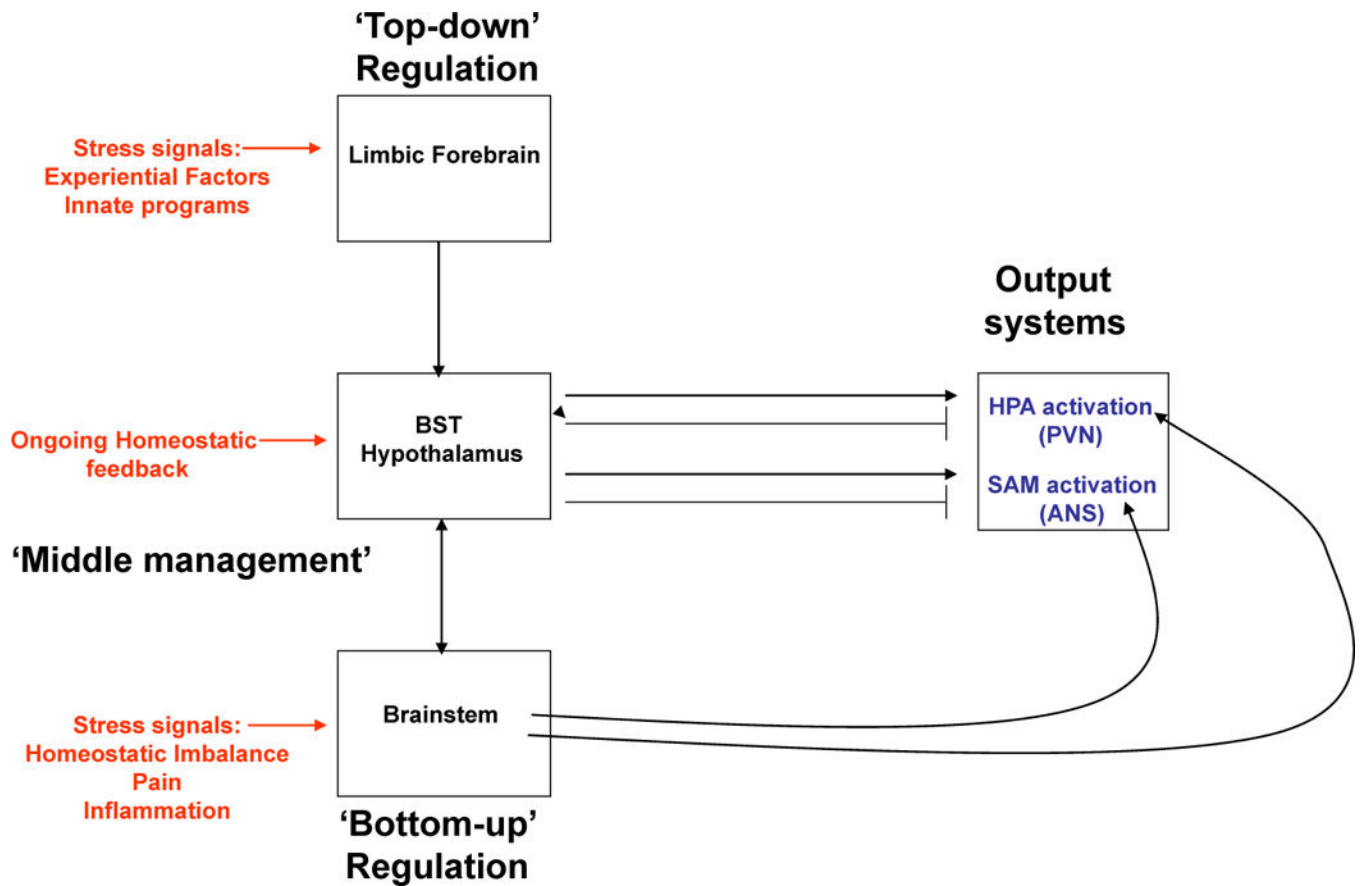 ‘Top-down’
Regulation
Limbic Forebrain
Stress signals:
Experiential Factors
Innate programs
Output
systems
HPA activation
(PVN)
SAM activation
(ANS)
BST
Hypothalamus
Ongoing Homeostatic
feedback
‘Middle management’
Brainstem
Stress signals:
Homeostatic Imbalance
Pain
Inflammation
‘Bottom-up’
Regulation